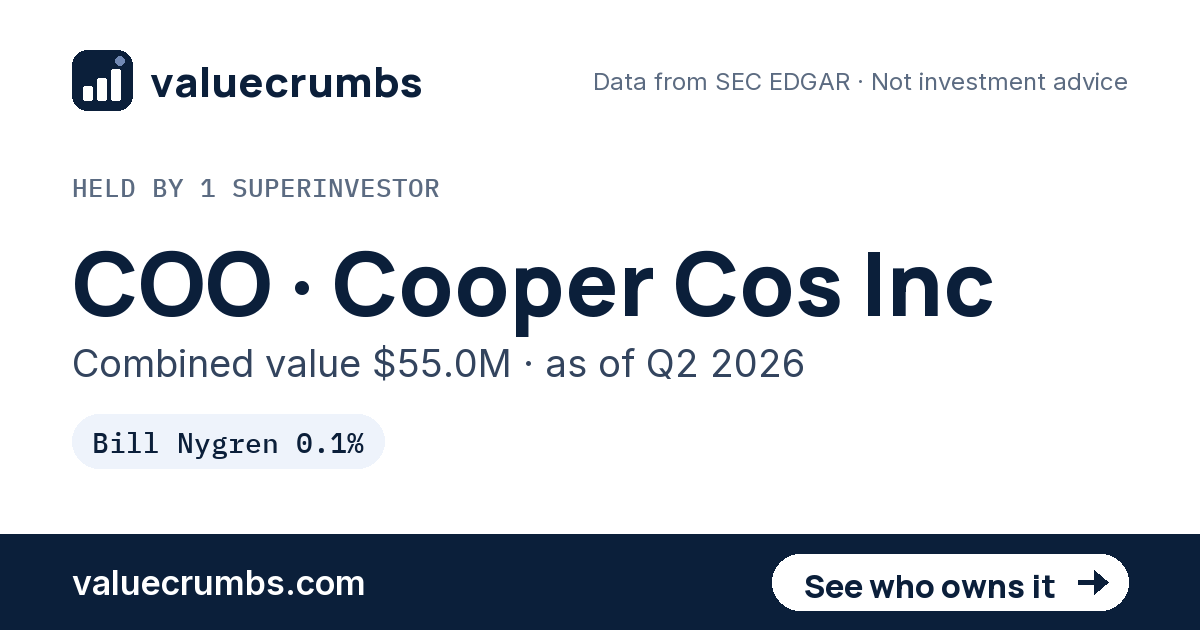 valuecrumbs
Data from SEC EDGAR · Not investment advice
HELD BY 1 SUPERINVESTOR
COO · Cooper Cos Inc
Combined value $55.0M · as of Q2 2026
Bill Nygren 0.1%
valuecrumbs.com
See who owns it →